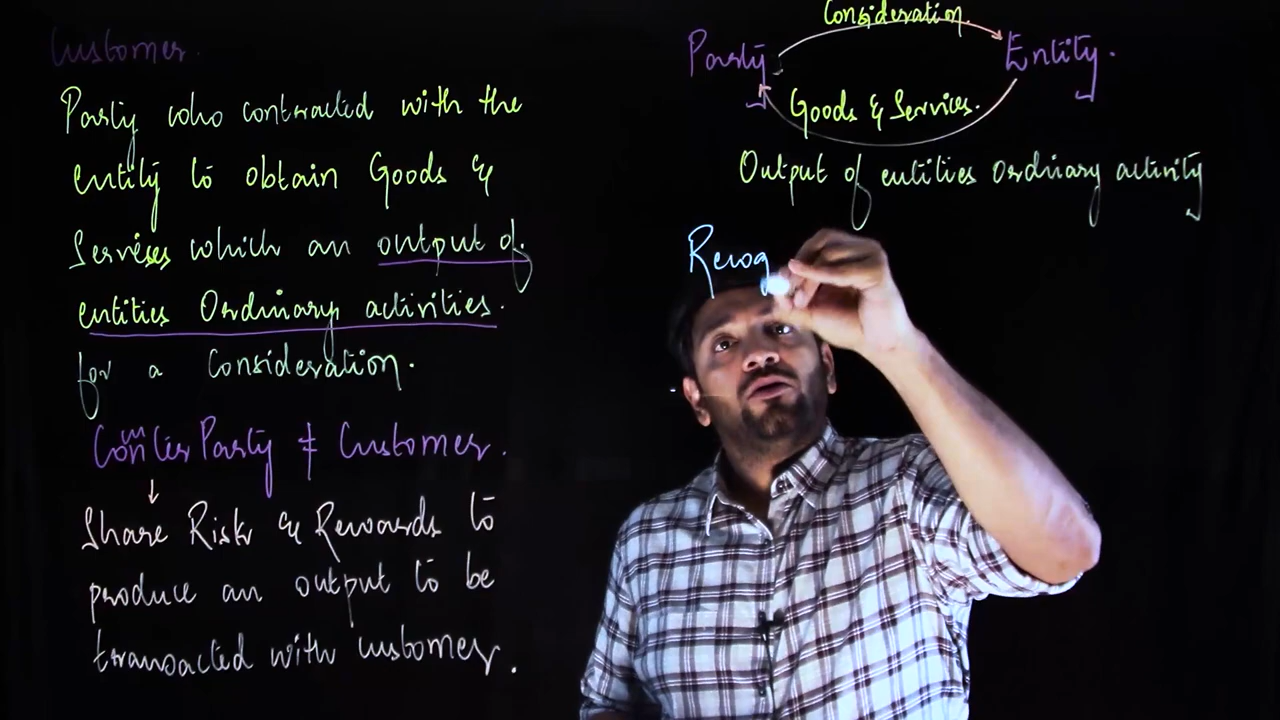 Customer.
Party who contracted with the
entity to obtain Goods &
Services which an output of
entities Ordinary activities.
for a Consideration.
Counter Party ≠ Customer.
↓
Share Risk & Rewards to
produce an output to be
transacted with customer.
Consideration.
Party Entity.
Goods & Services.
Output of entities Ordinary activity
Recog